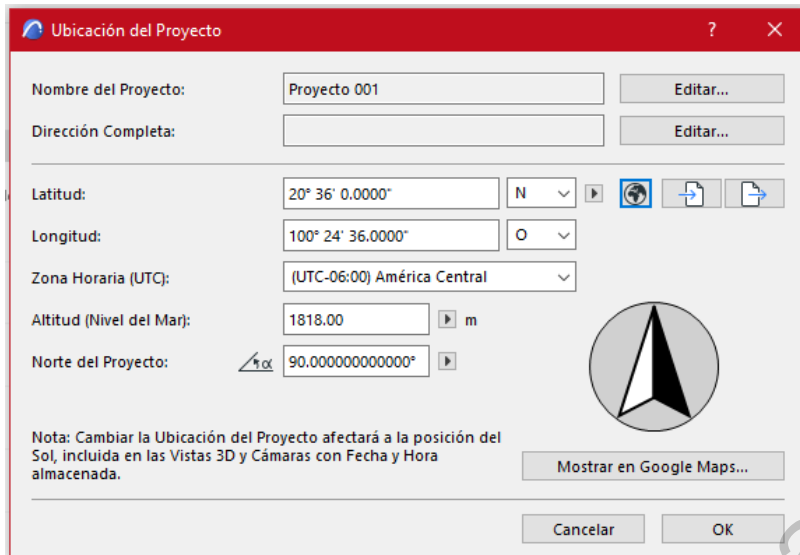 Ubicación del Proyecto ?
Nombre del Proyecto: Proyecto 001 Editar...
Dirección Completa: Editar...
Latitud: 20° 36' 0.0000" N
Longitud: 100° 24' 36.0000" O
Zona Horaria (UTC): (UTC-06:00) América Central
Altitud (Nivel del Mar): 1818.00 m
Norte del Proyecto: α 90.000000000000°
Nota: Cambiar la Ubicación del Proyecto afectará a la posición del
Sol, incluida en las Vistas 3D y Cámaras con Fecha y Hora
almacenada.
Mostrar en Google Maps...
Cancelar OK